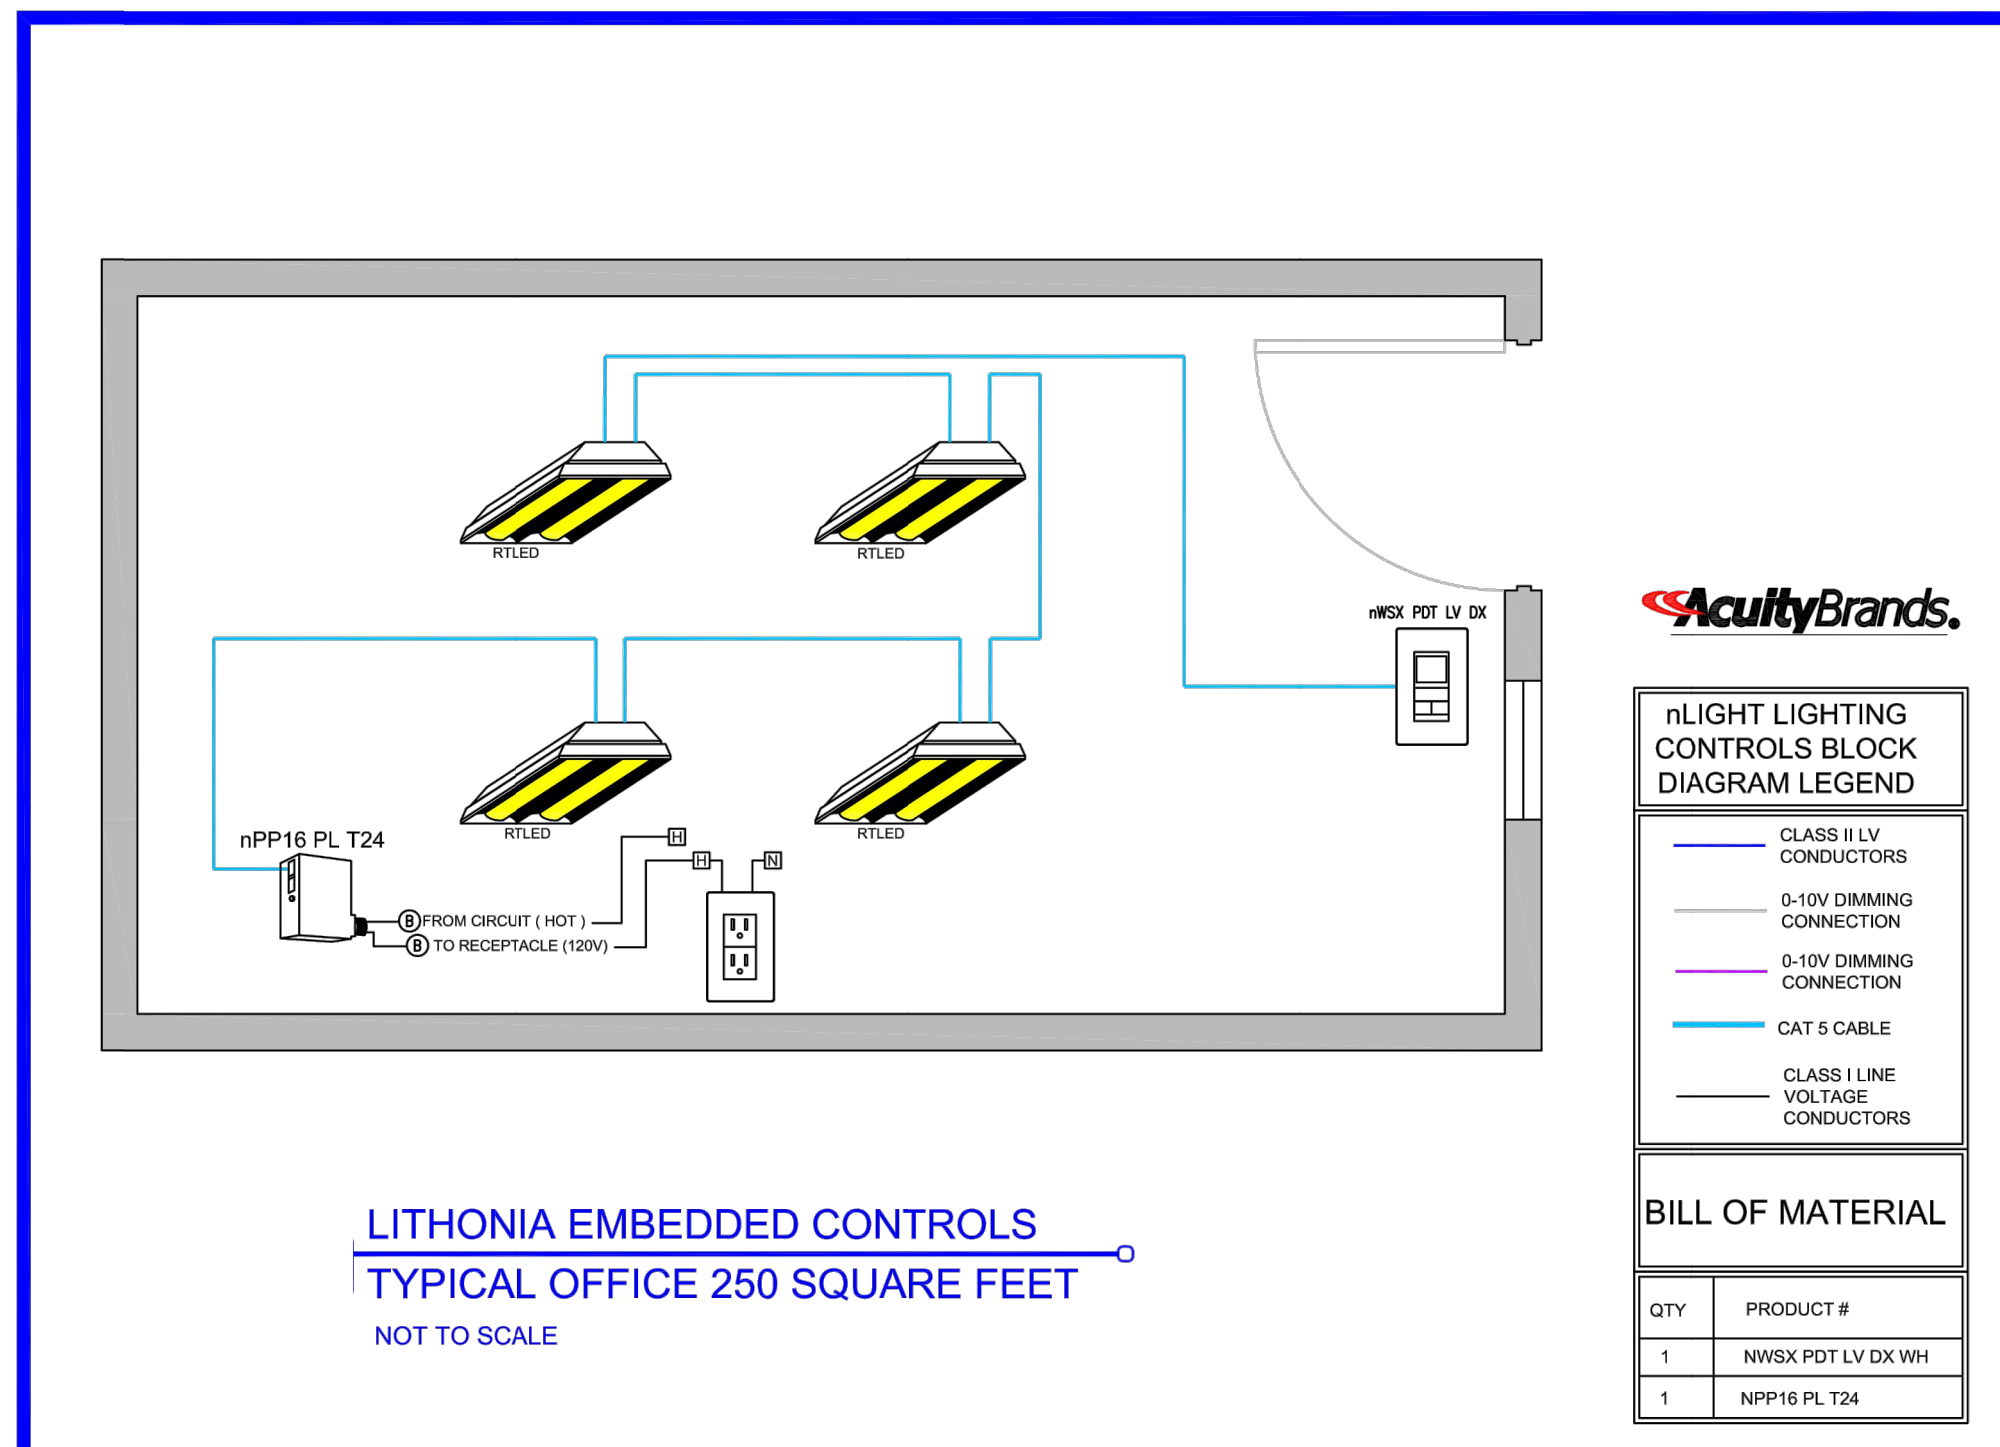 RTLED
RTLED
nWSX PDT LV DX
RTLED
RTLED
nPP16 PL T24
H
H
N
B FROM CIRCUIT ( HOT )
B TO RECEPTACLE (120V)
LITHONIA EMBEDDED CONTROLS
TYPICAL OFFICE 250 SQUARE FEET
NOT TO SCALE
AcuityBrands.
nLIGHT LIGHTING
CONTROLS BLOCK
DIAGRAM LEGEND
CLASS II LV
CONDUCTORS
0-10V DIMMING
CONNECTION
0-10V DIMMING
CONNECTION
CAT 5 CABLE
CLASS I LINE
VOLTAGE
CONDUCTORS
BILL OF MATERIAL
QTY PRODUCT #
1 NWSX PDT LV DX WH
1 NPP16 PL T24